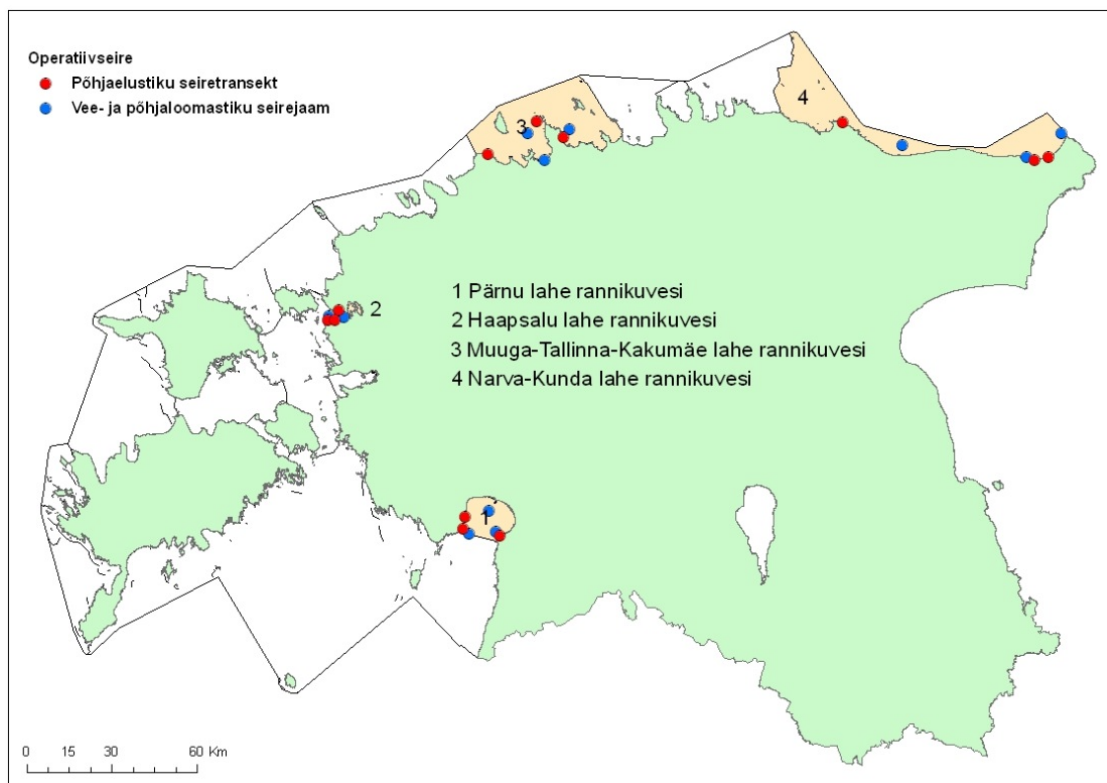 Operatiivseire
Põhjaelustiku seiretransekt
Vee- ja põhjaloomastiku seirejaam
3
4
2
1 Pärnu lahe rannikuvesi
2 Haapsalu lahe rannikuvesi
3 Muuga-Tallinna-Kakumäe lahe rannikuvesi
4 Narva-Kunda lahe rannikuvesi
1
0 15 30 60 Km